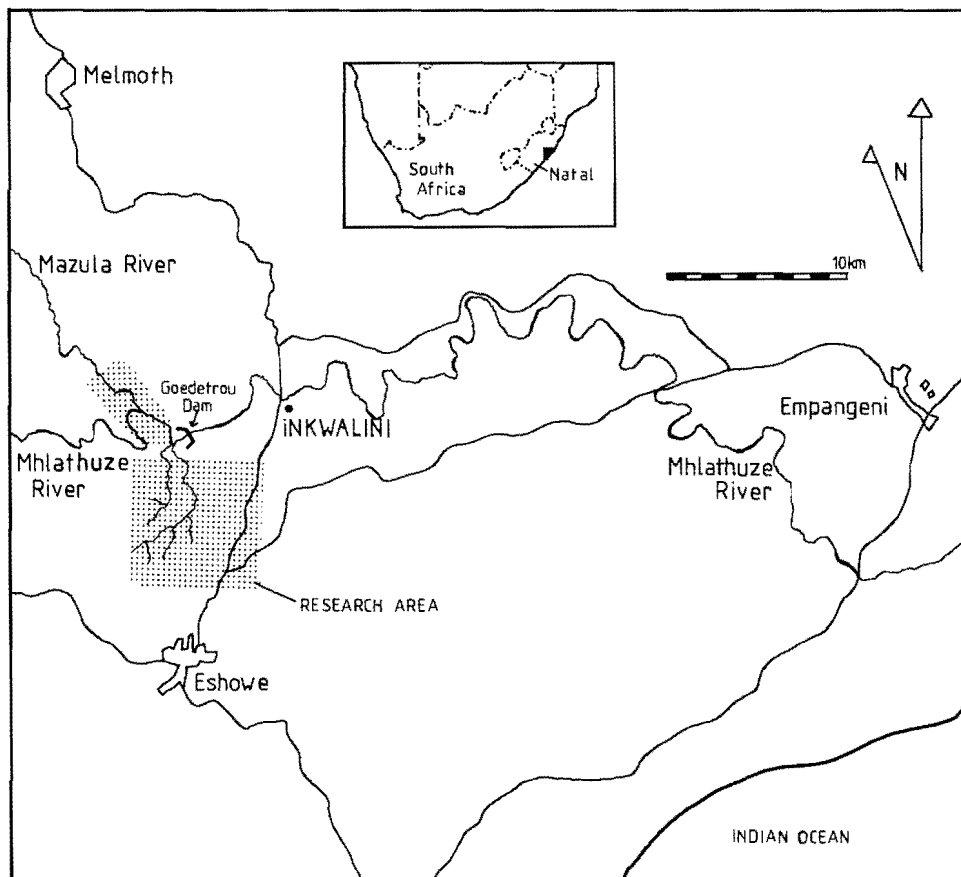 Melmoth
South
Africa
Natal
N
Mazula River
10km
Goedetrou
Dam
iNKWALINI
Empangeni
Mhlathuze
River
Mhlathuze
River
RESEARCH AREA
Eshowe
INDIAN OCEAN